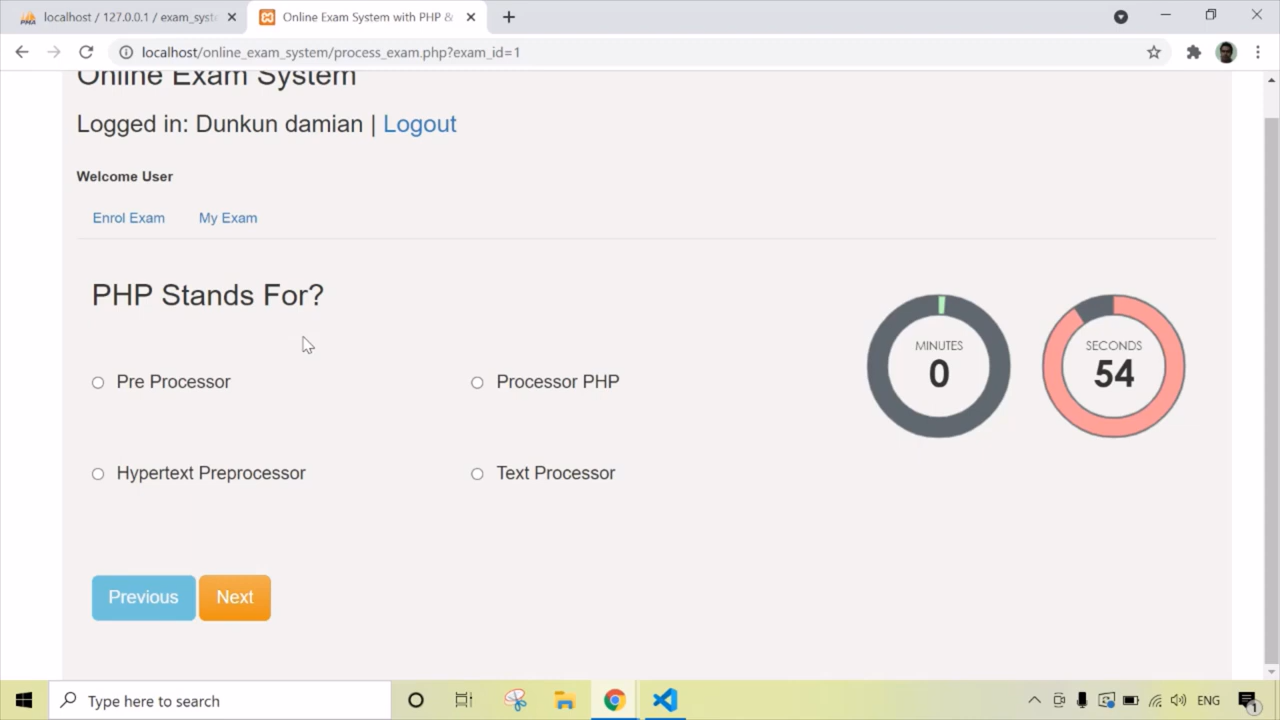 localhost / 127.0.0.1 / exam_syst
Online Exam System with PHP &
localhost/online_exam_system/process_exam.php?exam_id=1
Online Exam System
Logged in: Dunkun damian | Logout
Welcome User
Enrol Exam My Exam
PHP Stands For?
MINUTES SECONDS
0 54
Pre Processor Processor PHP
Hypertext Preprocessor Text Processor
Previous Next
Type here to search
ENG
1